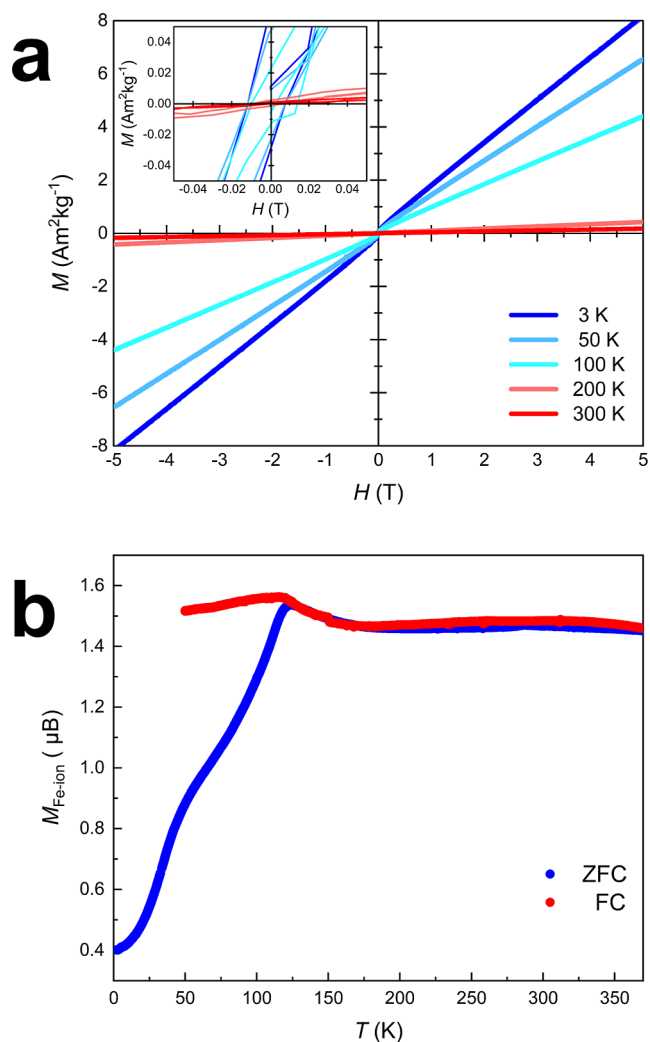 a
8
6
4
2
0
-2
-4
-6
-8
M (Am²kg⁻¹)
-5 -4 -3 -2 -1 0 1 2 3 4 5
H (T)
0.04
0.02
0.00
-0.02
-0.04
M (Am²kg⁻¹)
-0.04 -0.02 0.00 0.02 0.04
H (T)
3 K
50 K
100 K
200 K
300 K
b
1.6
1.4
1.2
1.0
0.8
0.6
0.4
M Fe-ion ( μB)
0 50 100 150 200 250 300 350
T (K)
ZFC
FC